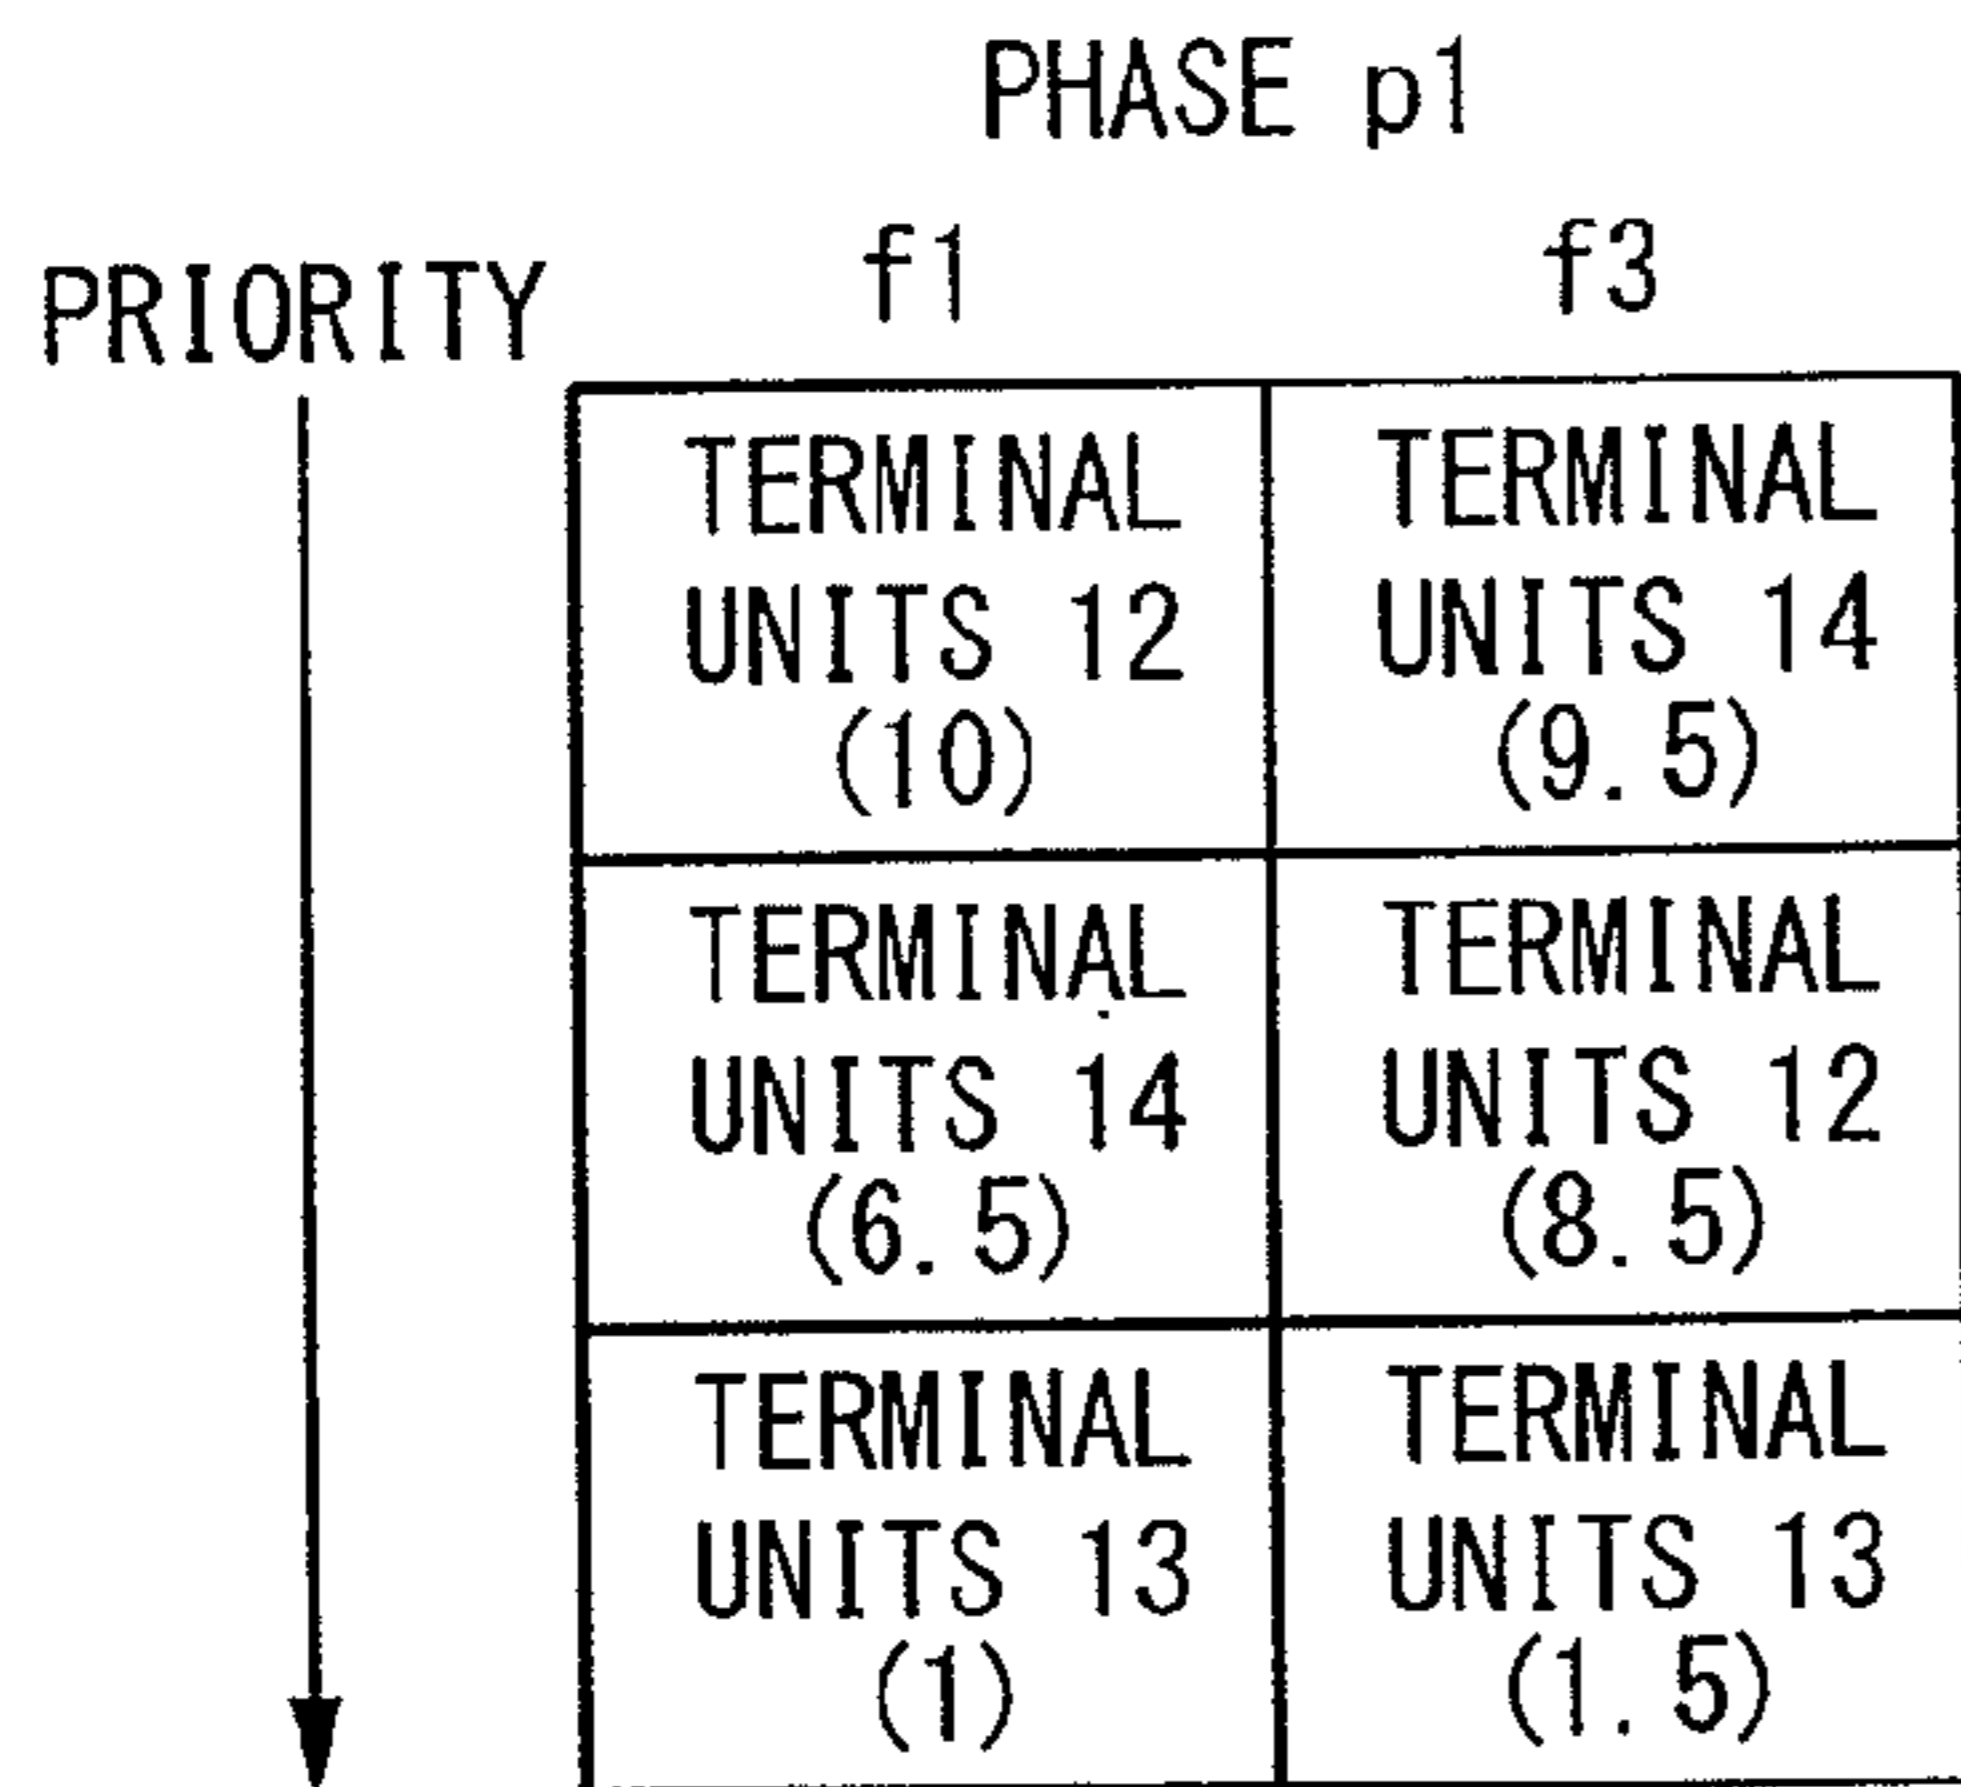 PHASE p1
PRIORITY f1 f3
TERMINAL TERMINAL
UNITS 12 UNITS 14
(10) (9.5)
TERMINAL TERMINAL
UNITS 14 UNITS 12
(6.5) (8.5)
TERMINAL TERMINAL
UNITS 13 UNITS 13
(1) (1.5)